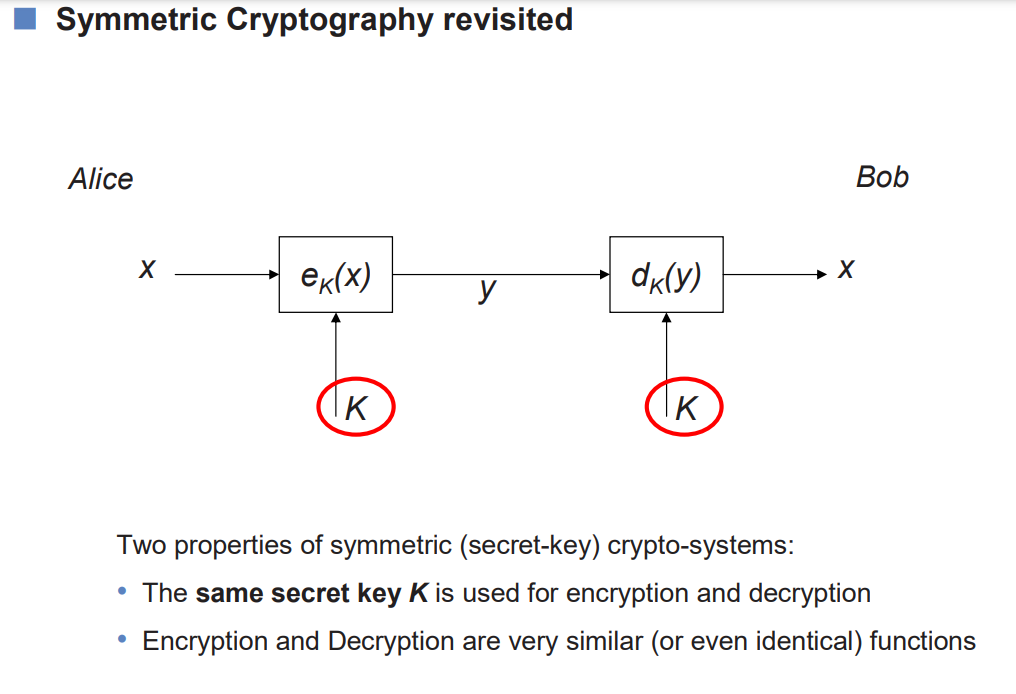 Symmetric Cryptography revisited
Alice
Bob
x
eK(x)
y
dK(y)
x
K
K
Two properties of symmetric (secret-key) crypto-systems:
• The same secret key K is used for encryption and decryption
• Encryption and Decryption are very similar (or even identical) functions